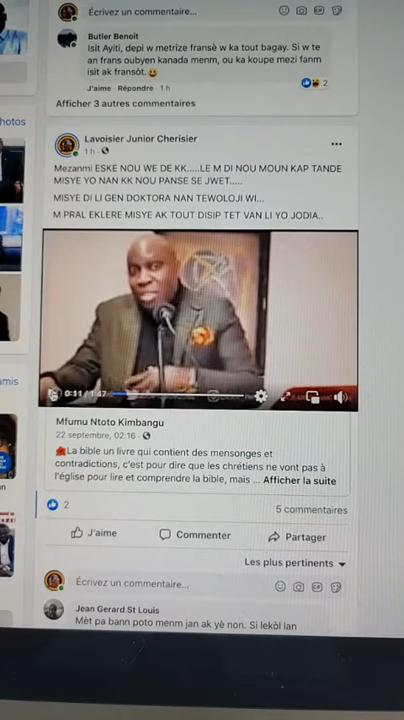 Écrivez un commentaire...
Butler Benoit
Isit Ayiti, depi w metrize fransè w ka tout bagay. Si w te
an frans oubyen kanada menm, ou ka koupe mezi fanm
isit ak fransòt.😀
J'aime · Répondre · 1 h
2
Afficher 3 autres commentaires
hotos
Lavoisier Junior Cherisier
1 h
Mezanmi ESKE NOU WE DE KK.....LE M DI NOU MOUN KAP TANDE
MISYE YO NAN KK NOU PANSE SE JWET.....
MISYE DI LI GEN DOKTORA NAN TEWOLOJI WI...
M PRAL EKLERE MISYE AK TOUT DISIP TET VAN LI YO JODIA..
0:11 / 1:47
Mfumu Ntoto Kimbangu
22 septembre, 02:16
La bible un livre qui contient des mensonges et
contradictions, c'est pour dire que les chrétiens ne vont pas à
l'église pour lire et comprendre la bible, mais ... Afficher la suite
2
5 commentaires
J'aime
Commenter
Partager
Les plus pertinents
Écrivez un commentaire...
Jean Gerard St Louis
Mèt pa bann poto menm jan ak yè non. Si lekòl lan
amis